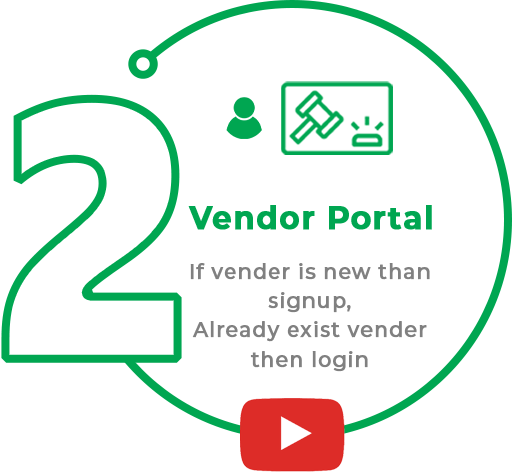 2
Vendor Portal
If vender is new than
signup,
Already exist vender
then login